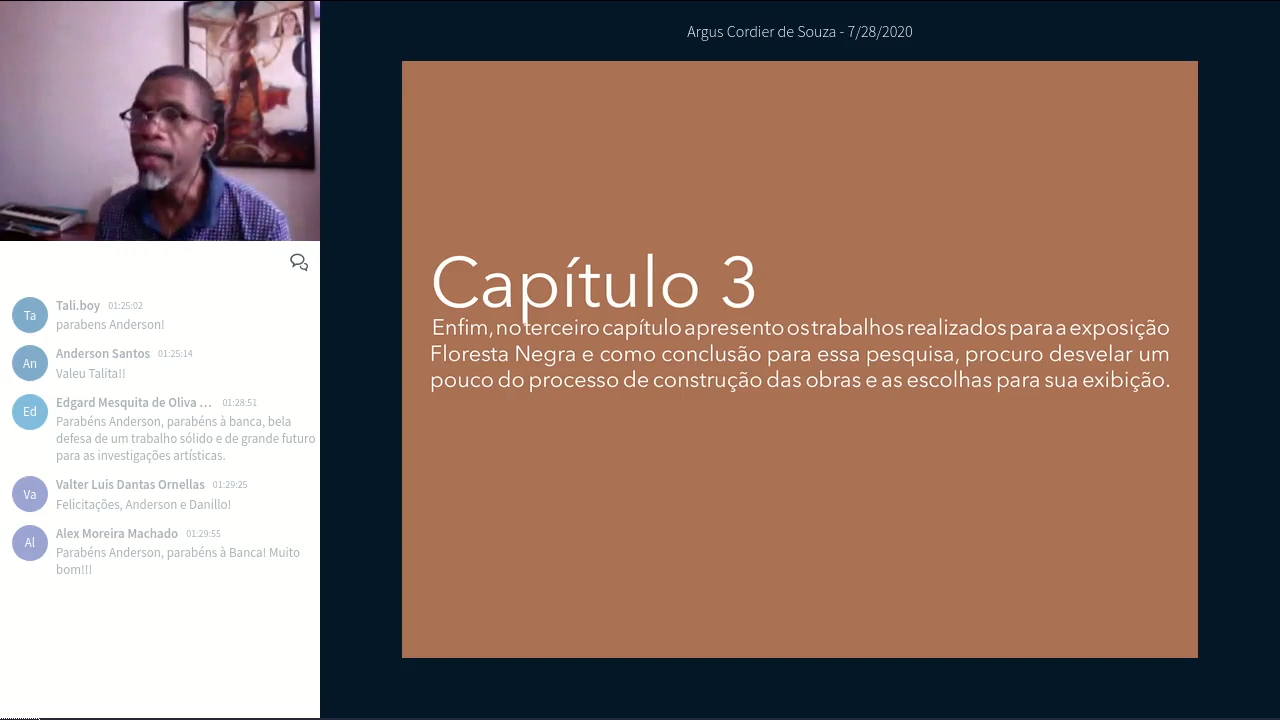 Argus Cordier de Souza - 7/28/2020
Capítulo 3
Enfim, no terceiro capítulo apresento os trabalhos realizados para a exposição
Floresta Negra e como conclusão para essa pesquisa, procuro desvelar um
pouco do processo de construção das obras e as escolhas para sua exibição.
Ta
Tali.boy 01:25:02
parabens Anderson!
An
Anderson Santos 01:25:14
Valeu Talita!!
Ed
Edgard Mesquita de Oliva ... 01:28:51
Parabéns Anderson, parabéns à banca, bela
defesa de um trabalho sólido e de grande futuro
para as investigações artísticas.
Va
Valter Luis Dantas Ornellas 01:29:25
Felicitações, Anderson e Danillo!
Al
Alex Moreira Machado 01:29:55
Parabéns Anderson, parabéns à Banca! Muito
bom!!!